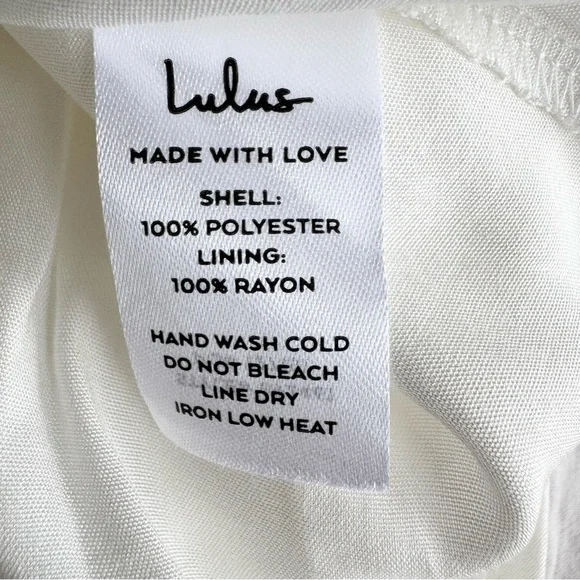 Lulus
MADE WITH LOVE
SHELL:
100% POLYESTER
LINING:
100% RAYON
HAND WASH COLD
DO NOT BLEACH
LINE DRY
IRON LOW HEAT